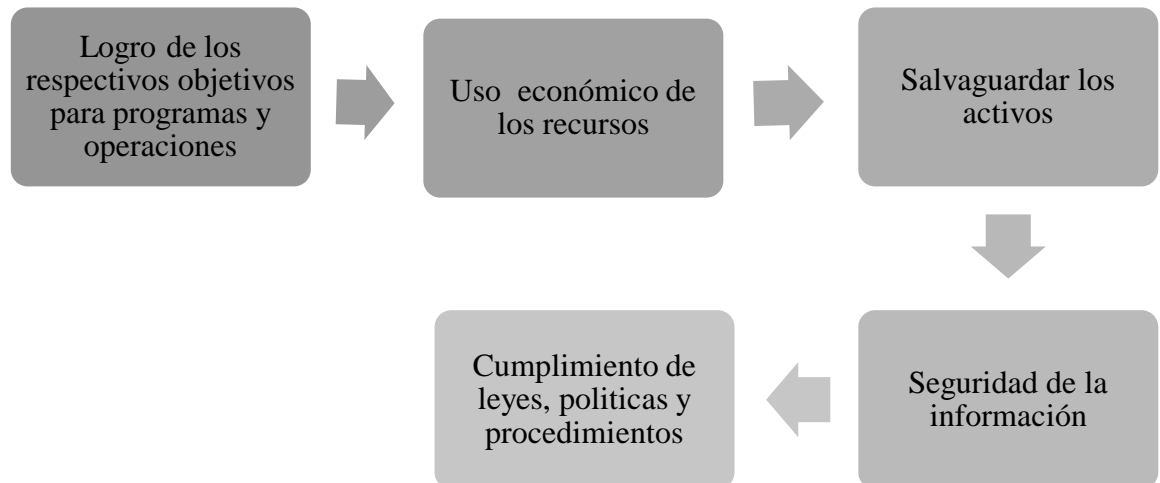 Logro de los
respectivos objetivos
para programas y
operaciones
Uso económico de
los recursos
Salvaguardar los
activos
Seguridad de la
información
Cumplimiento de
leyes, politicas y
procedimientos